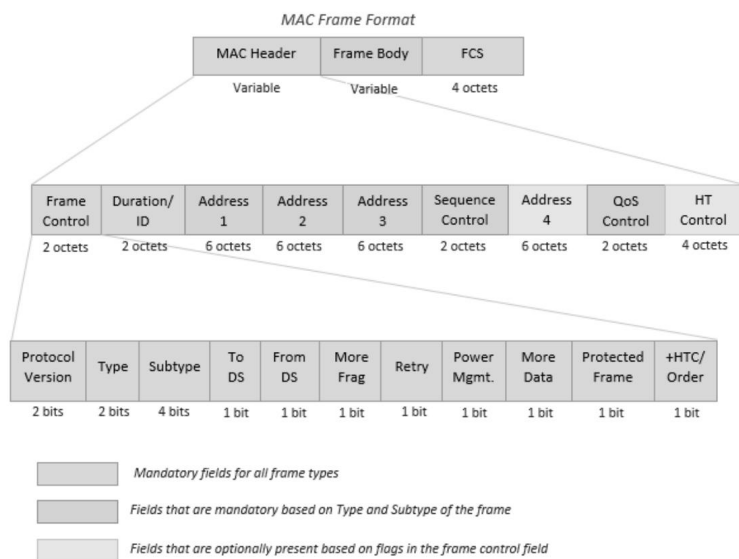 MAC Frame Format
MAC Header Frame Body FCS
Variable Variable 4 octets
Frame Control Duration/ ID Address 1 Address 2 Address 3 Sequence Control Address 4 QoS Control HT Control
2 octets 2 octets 6 octets 6 octets 6 octets 2 octets 6 octets 2 octets 4 octets
Protocol Version Type Subtype To DS From DS More Frag Retry Power Mgmt. More Data Protected Frame +HTC/ Order
2 bits 2 bits 4 bits 1 bit 1 bit 1 bit 1 bit 1 bit 1 bit 1 bit 1 bit
Mandatory fields for all frame types
Fields that are mandatory based on Type and Subtype of the frame
Fields that are optionally present based on flags in the frame control field